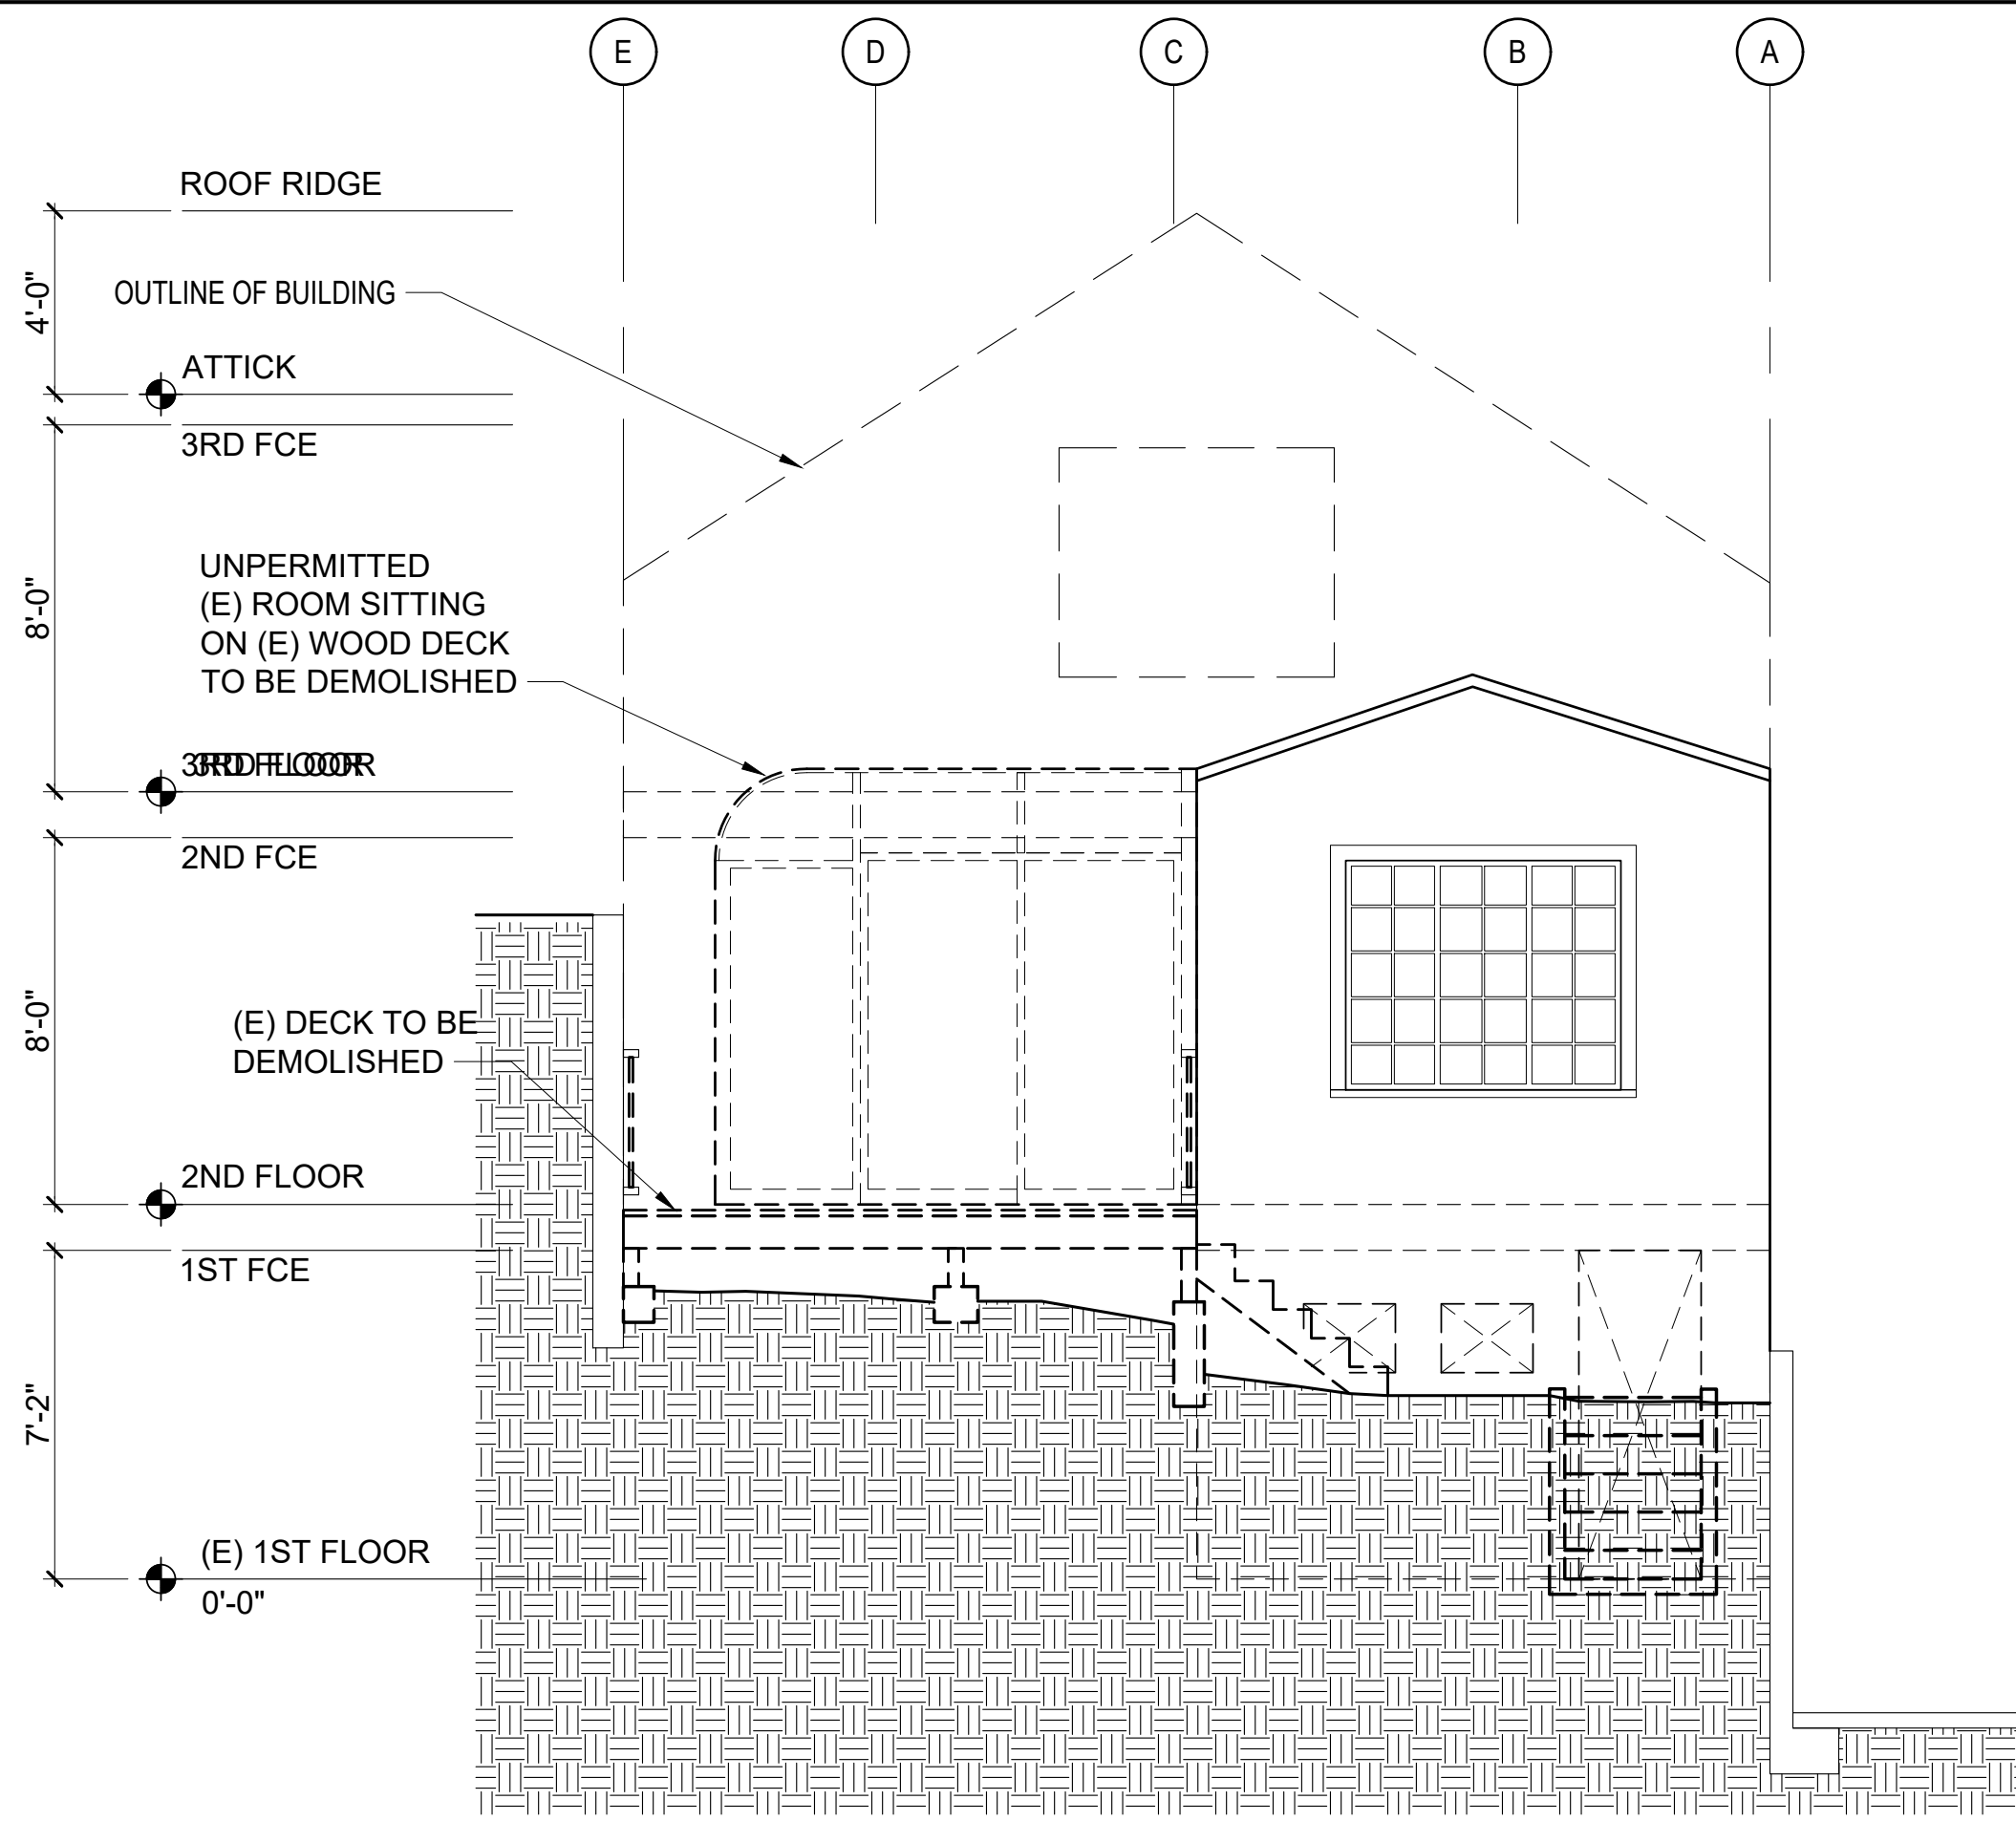 E D C B A
ROOF RIDGE
4'-0"
OUTLINE OF BUILDING
ATTICK
3RD FCE
8'-0"
UNPERMITTED
(E) ROOM SITTING
ON (E) WOOD DECK
TO BE DEMOLISHED
3RD FLOOR
2ND FCE
8'-0"
(E) DECK TO BE
DEMOLISHED
2ND FLOOR
1ST FCE
7'-2"
(E) 1ST FLOOR
0'-0"